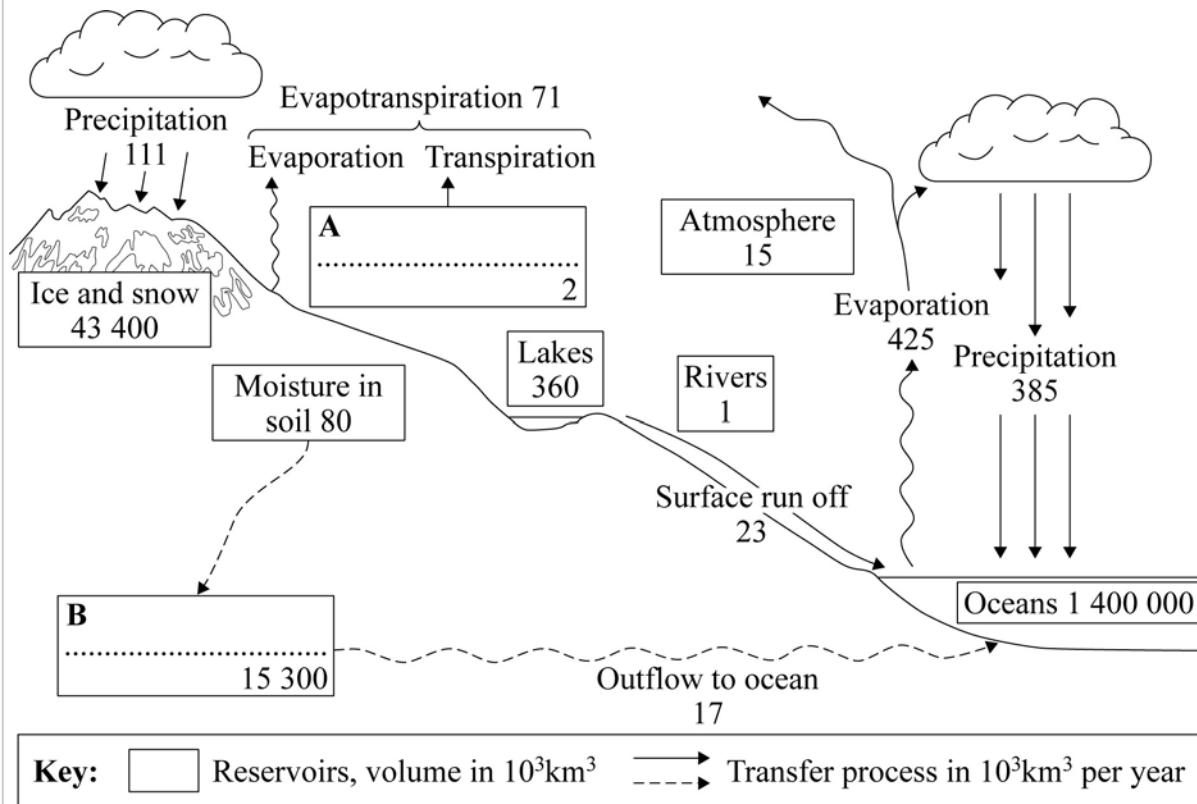 Precipitation
111
Evapotranspiration 71
Evaporation
Transpiration
A
2
Ice and snow
43 400
Moisture in
soil 80
Lakes
360
Rivers
1
Atmosphere
15
Evaporation
425
Precipitation
385
Surface run off
23
Oceans 1 400 000
B
15 300
Outflow to ocean
17
Key: Reservoirs, volume in 10³km³ Transfer process in 10³km³ per year